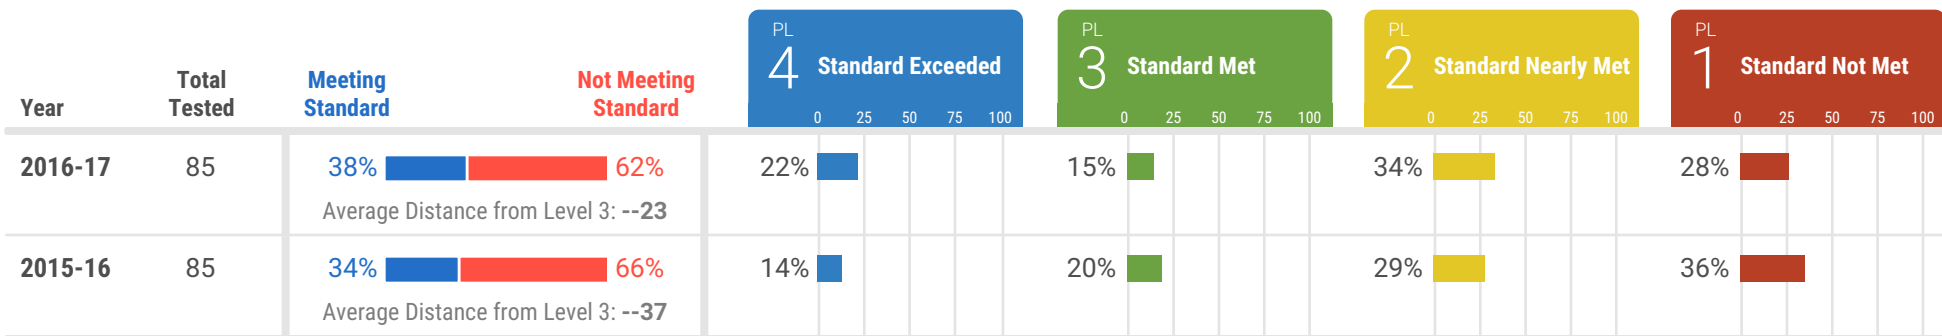 PL
4 Standard Exceeded
0 25 50 75 100
PL
3 Standard Met
0 25 50 75 100
PL
2 Standard Nearly Met
0 25 50 75 100
PL
1 Standard Not Met
0 25 50 75 100
Year
Total
Tested
Meeting
Standard
Not Meeting
Standard
2016-17 85 38% 62% 22% 15% 34% 28%
Average Distance from Level 3: --23
2015-16 85 34% 66% 14% 20% 29% 36%
Average Distance from Level 3: --37